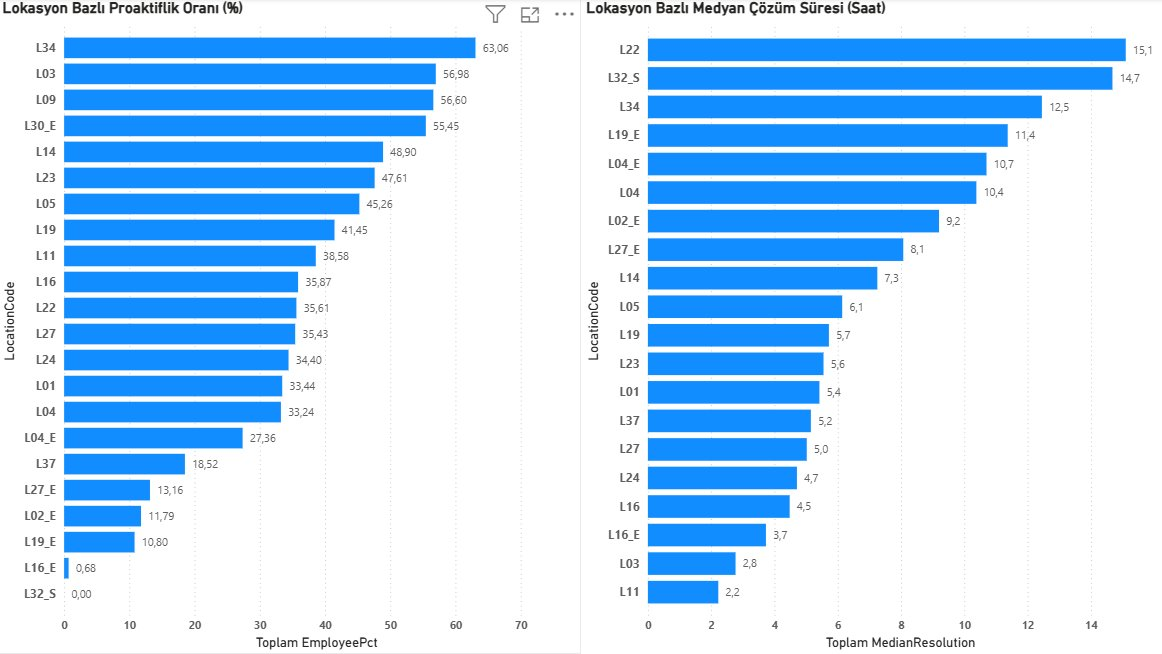 Lokasyon Bazlı Proaktiflik Oranı (%)
LocationCode
L34 63,06
L03 56,98
L09 56,60
L30_E 55,45
L14 48,90
L23 47,61
L05 45,26
L19 41,45
L11 38,58
L16 35,87
L22 35,61
L27 35,43
L24 34,40
L01 33,44
L04 33,24
L04_E 27,36
L37 18,52
L27_E 13,16
L02_E 11,79
L19_E 10,80
L16_E 0,68
L32_S 0,00
0 10 20 30 40 50 60 70
Toplam EmployeePct
Lokasyon Bazlı Medyan Çözüm Süresi (Saat)
LocationCode
L22 15,1
L32_S 14,7
L34 12,5
L19_E 11,4
L04_E 10,7
L04 10,4
L02_E 9,2
L27_E 8,1
L14 7,3
L05 6,1
L19 5,7
L23 5,6
L01 5,4
L37 5,2
L27 5,0
L24 4,7
L16 4,5
L16_E 3,7
L03 2,8
L11 2,2
0 2 4 6 8 10 12 14
Toplam MedianResolution